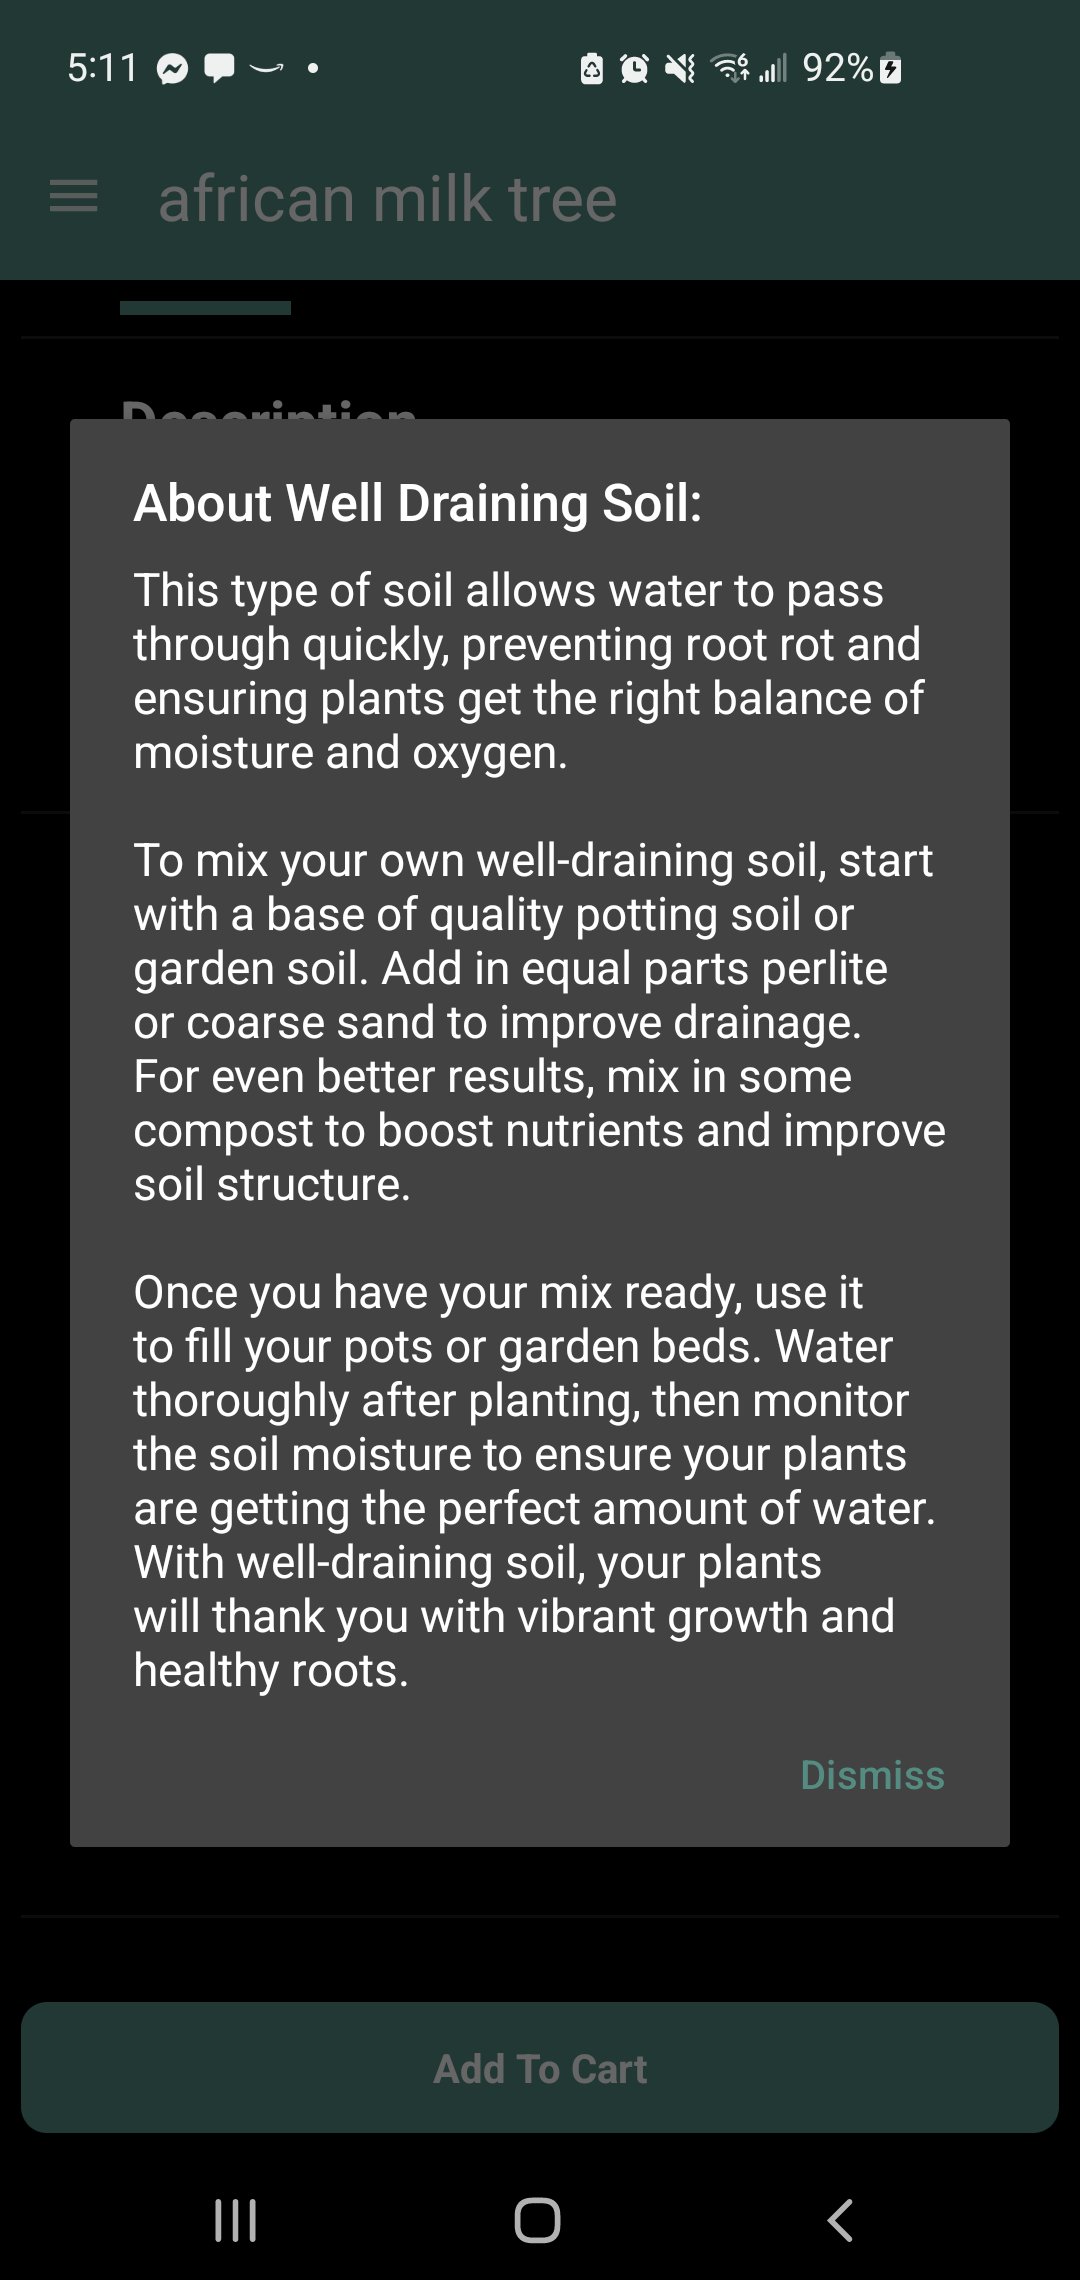 5:11
92%
african milk tree
Description
About Well Draining Soil:
This type of soil allows water to pass
through quickly, preventing root rot and
ensuring plants get the right balance of
moisture and oxygen.
To mix your own well-draining soil, start
with a base of quality potting soil or
garden soil. Add in equal parts perlite
or coarse sand to improve drainage.
For even better results, mix in some
compost to boost nutrients and improve
soil structure.
Once you have your mix ready, use it
to fill your pots or garden beds. Water
thoroughly after planting, then monitor
the soil moisture to ensure your plants
are getting the perfect amount of water.
With well-draining soil, your plants
will thank you with vibrant growth and
healthy roots.
Dismiss
Add To Cart